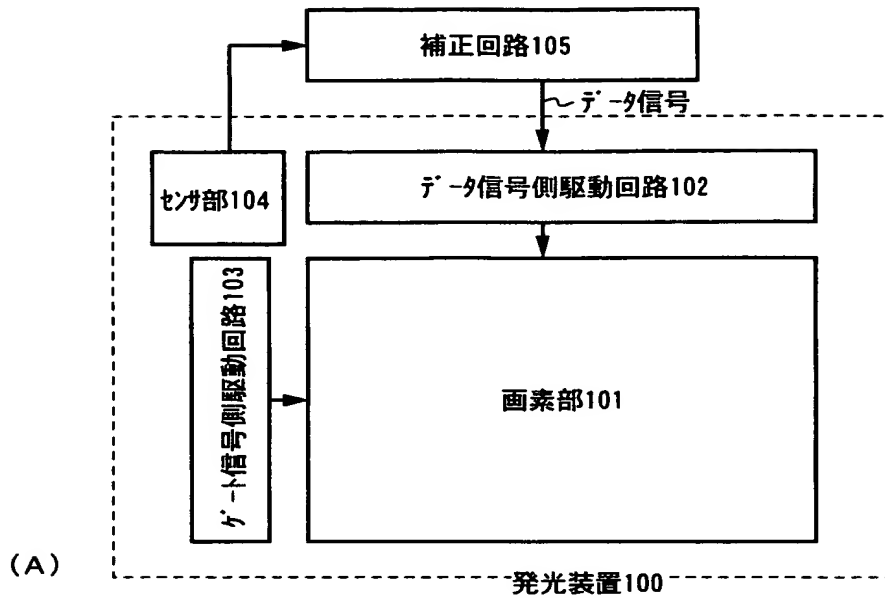 補正回路105
データ信号
センサ部104
データ信号側駆動回路102
ゲート信号側駆動回路103
画素部101
(A)
発光装置100